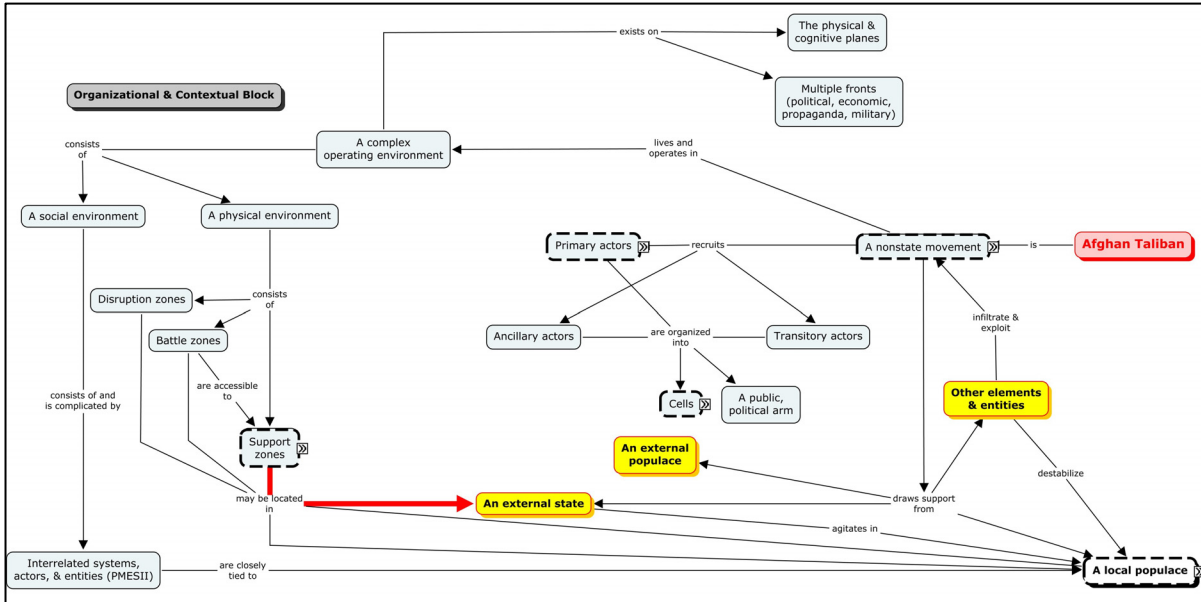 The physical &
cognitive planes
exists on
Organizational & Contextual Block
Multiple fronts
(political, economic,
propaganda, military)
A complex
operating environment
lives and
operates in
consists
of
A social environment
A physical environment
Primary actors
recruits
A nonstate movement
is
Afghan Taliban
Disruption zones
consists
of
Battle zones
Ancillary actors
are organized
into
Transitory actors
infiltrate &
exploit
are accessible
to
consists of and
is complicated by
Cells
A public,
political arm
Other elements
& entities
Support
zones
An external
populace
destabilize
may be located
in
An external state
draws support
from
agitates in
Interrelated systems,
actors, & entities (PMESII)
are closely
tied to
A local populace